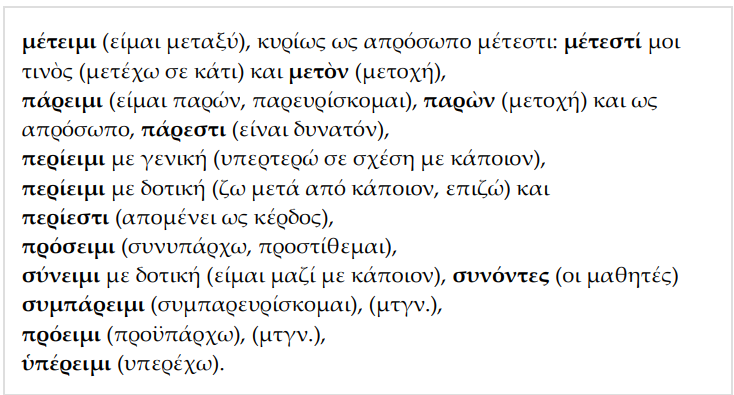 μέτειμι (είμαι μεταξύ), κυρίως ως απρόσωπο μέτεστι: μέτεστί μοι
τινὸς (μετέχω σε κάτι) και μετὸν (μετοχή),
πάρειμι (είμαι παρών, παρευρίσκομαι), παρὼν (μετοχή) και ως
απρόσωπο, πάρεστι (είναι δυνατόν),
περίειμι με γενική (υπερτερώ σε σχέση με κάποιον),
περίειμι με δοτική (ζω μετά από κάποιον, επιζώ) και
περίεστι (απομένει ως κέρδος),
πρόσειμι (συνυπάρχω, προστίθεμαι),
σύνειμι με δοτική (είμαι μαζί με κάποιον), συνόντες (οι μαθητές)
συμπάρειμι (συμπαρευρίσκομαι), (μτγν.),
πρόειμι (προϋπάρχω), (μτγν.),
ὑπέρειμι (υπερέχω).